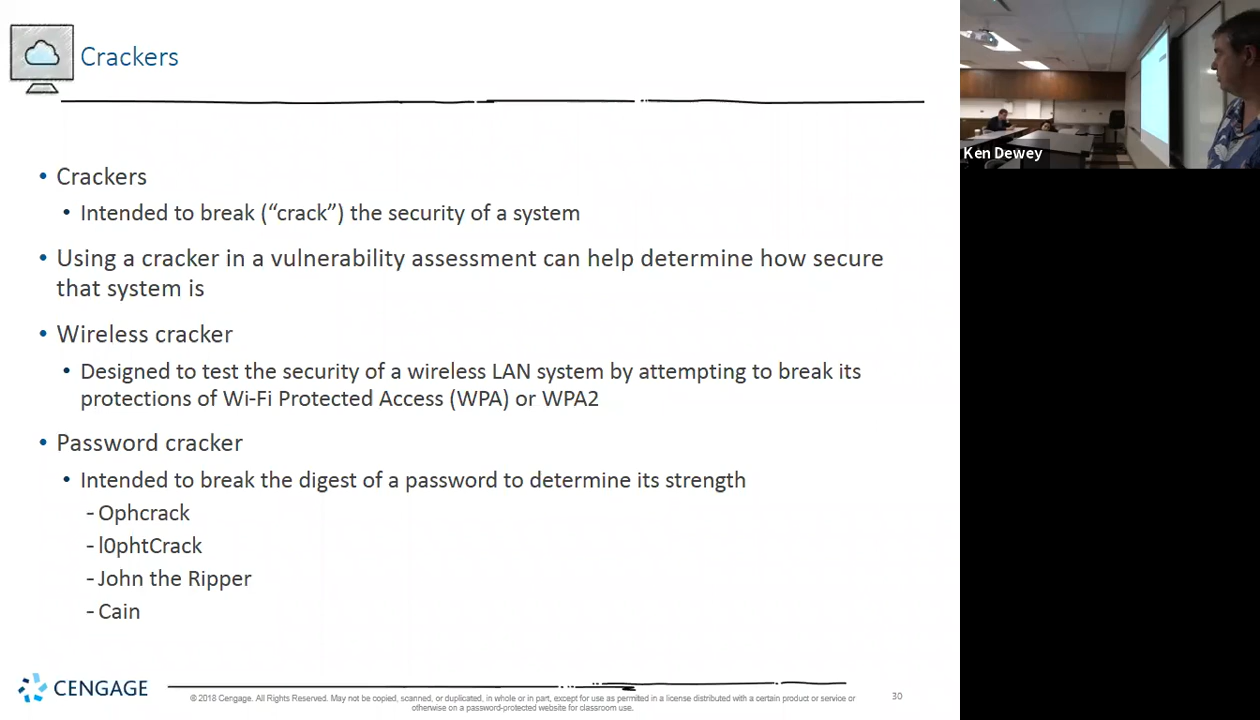 Crackers
• Crackers
• Intended to break (“crack”) the security of a system
• Using a cracker in a vulnerability assessment can help determine how secure
that system is
• Wireless cracker
• Designed to test the security of a wireless LAN system by attempting to break its
protections of Wi-Fi Protected Access (WPA) or WPA2
• Password cracker
• Intended to break the digest of a password to determine its strength
- Ophcrack
- l0phtCrack
- John the Ripper
- Cain
CENGAGE
© 2018 Cengage. All Rights Reserved. May not be copied, scanned, or duplicated, in whole or in part, except for use as permitted in a license distributed with a certain product or service or
otherwise on a password-protected website for classroom use.
30
Ken Dewey